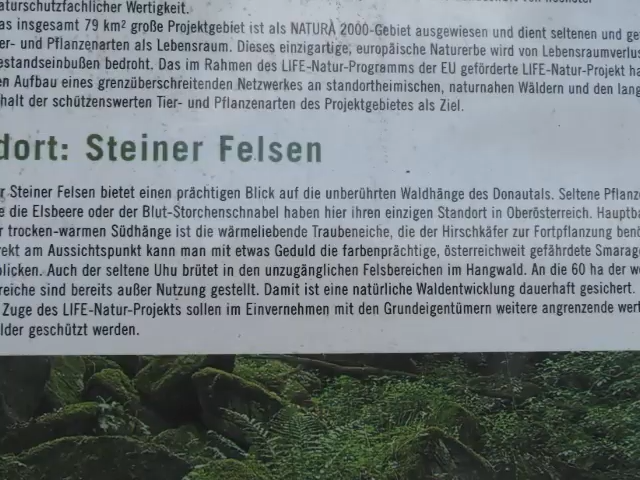 aturschutzfachlicher Wertigkeit.
as insgesamt 79 km² große Projektgebiet ist als NATURA 2000-Gebiet ausgewiesen und dient seltenen und ge
er- und Pflanzenarten als Lebensraum. Dieses einzigartige, europäische Naturerbe wird von Lebensraumverlus
estandseinbußen bedroht. Das im Rahmen des LIFE-Natur-Programms der EU geförderte LIFE-Natur-Projekt ha
en Aufbau eines grenzüberschreitenden Netzwerkes an standortheimischen, naturnahen Wäldern und den lang
halt der schützenswerten Tier- und Pflanzenarten des Projektgebietes als Ziel.
dort: Steiner Felsen
r Steiner Felsen bietet einen prächtigen Blick auf die unberührten Waldhänge des Donautals. Seltene Pflanze
e die Elsbeere oder der Blut-Storchenschnabel haben hier ihren einzigen Standort in Oberösterreich. Hauptba
r trocken-warmen Südhänge ist die wärmeliebende Traubeneiche, die der Hirschkäfer zur Fortpflanzung benö
ekt am Aussichtspunkt kann man mit etwas Geduld die farbenprächtige, österreichweit gefährdete Smarag
blicken. Auch der seltene Uhu brütet in den unzugänglichen Felsbereichen im Hangwald. An die 60 ha der we
reiche sind bereits außer Nutzung gestellt. Damit ist eine natürliche Waldentwicklung dauerhaft gesichert.
Zuge des LIFE-Natur-Projekts sollen im Einvernehmen mit den Grundeigentümern weitere angrenzende wert
lder geschützt werden.